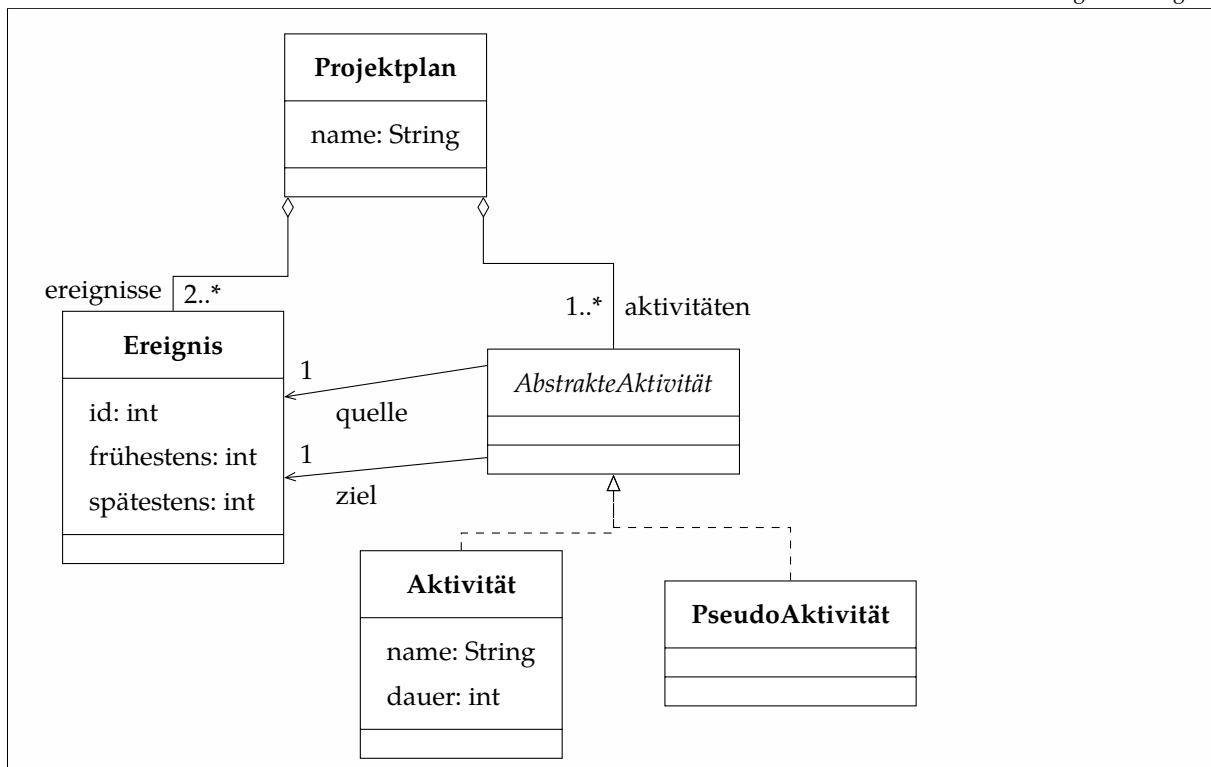 Projektplan
name: String
ereignisse
2..*
1..*
aktivitäten
Ereignis
id: int
frühestens: int
spätestens: int
1
quelle
1
ziel
AbstrakteAktivität
Aktivität
name: String
dauer: int
PseudoAktivität